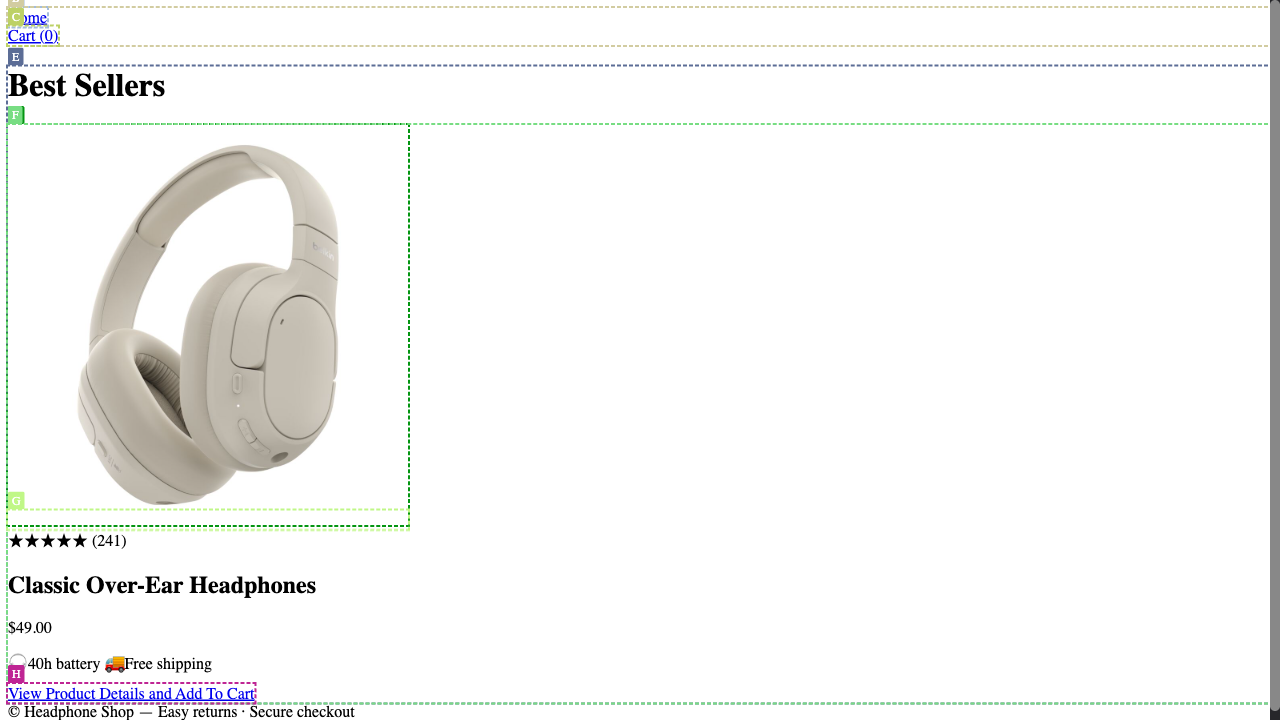 C
ome
Cart (0)
E
Best Sellers
F
G
★★★★★ (241)
Classic Over-Ear Headphones
$49.00
40h battery 🚚Free shipping
H
View Product Details and Add To Cart
© Headphone Shop — Easy returns · Secure checkout